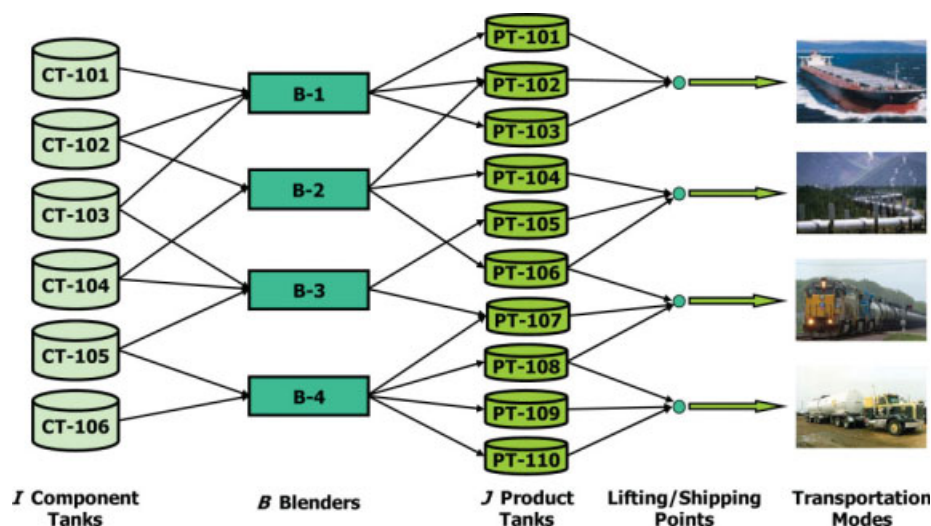 CT-101
CT-102
CT-103
CT-104
CT-105
CT-106
B-1
B-2
B-3
B-4
PT-101
PT-102
PT-103
PT-104
PT-105
PT-106
PT-107
PT-108
PT-109
PT-110
I Component
Tanks
B Blenders
J Product
Tanks
Lifting/Shipping
Points
Transportation
Modes